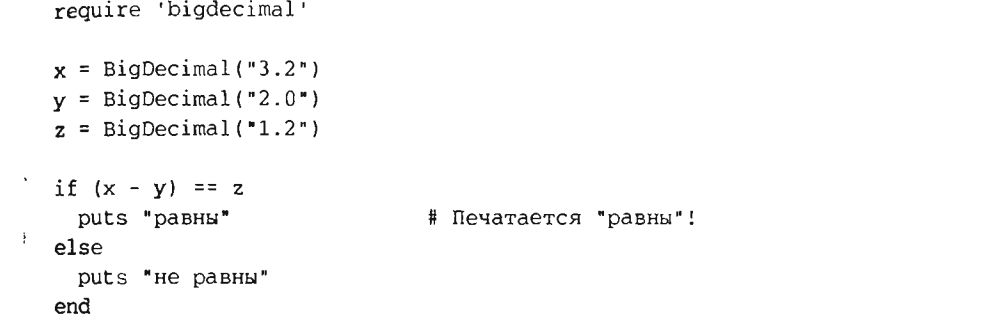 require 'bigdecimal'
x = BigDecimal("3.2")
y = BigDecimal("2.0")
z = BigDecimal("1.2")
if (x - y) == z
puts "равны" # Печатается "равны"!
else
puts "не равны"
end